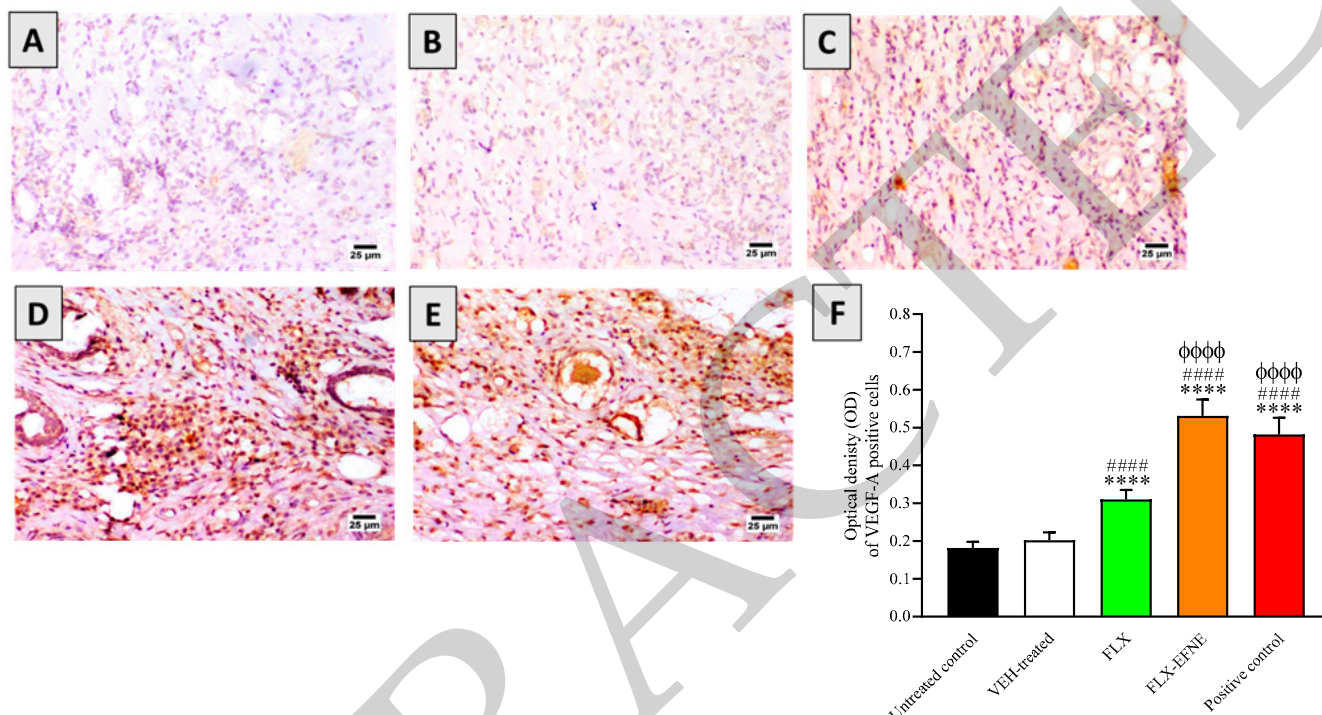 A
B
C
25 µm
25 µm
25 µm
D
E
F
25 µm
25 µm
Optical denisty (OD)
of VEGF-A positive cells
0.8
0.7
0.6
0.5
0.4
0.3
0.2
0.1
0.0
####
****
ϕϕϕϕ
####
****
ϕϕϕϕ
####
****
Untreated control
VEH-treated
FLX
FLX-EFNE
Positive control